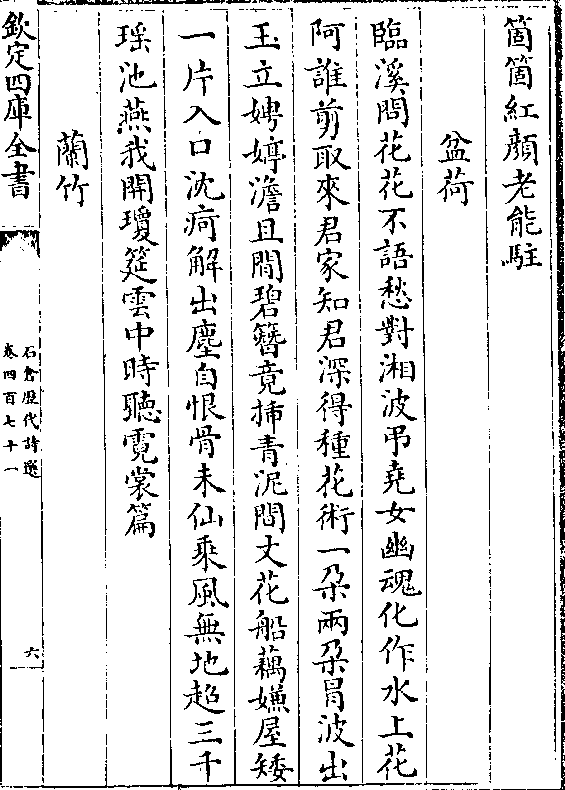 箇箇紅顔老能駐
盆荷
臨溪問花花不語愁對湘波弔堯女幽魂化作水上花
阿誰剪取來君家知君深得種花術一朶兩朶冐波出
玉立娉婷澹且閒碧簪竟揷青泥間丈花船藕嫌屋矮
一片入口沈疴解出塵自恨骨未仙乘風無地超三千
瑶池燕我開瓊筵雲中時聽霓裳篇
蘭竹
欽定四庫全書
石倉歴代詩選
卷四百七十一
六